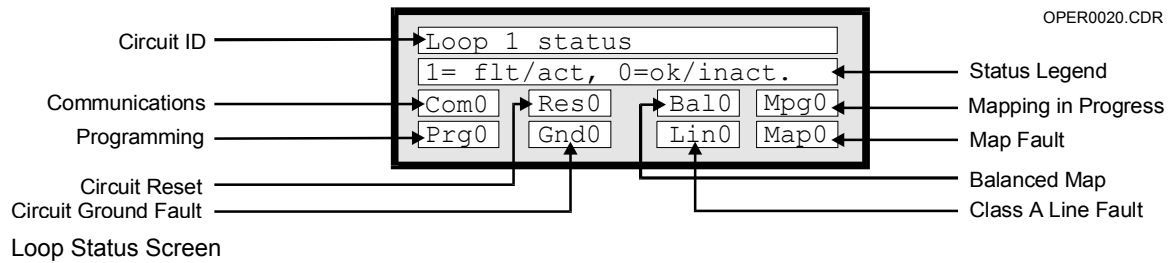 OPER0020.CDR
Circuit ID
Loop 1 status
1= flt/act, 0=ok/inact.
Status Legend
Communications
Com0 Res0 Bal0 Mpg0
Mapping in Progress
Programming
Prg0 Gnd0 Lin0 Map0
Map Fault
Circuit Reset
Balanced Map
Circuit Ground Fault
Class A Line Fault
Loop Status Screen